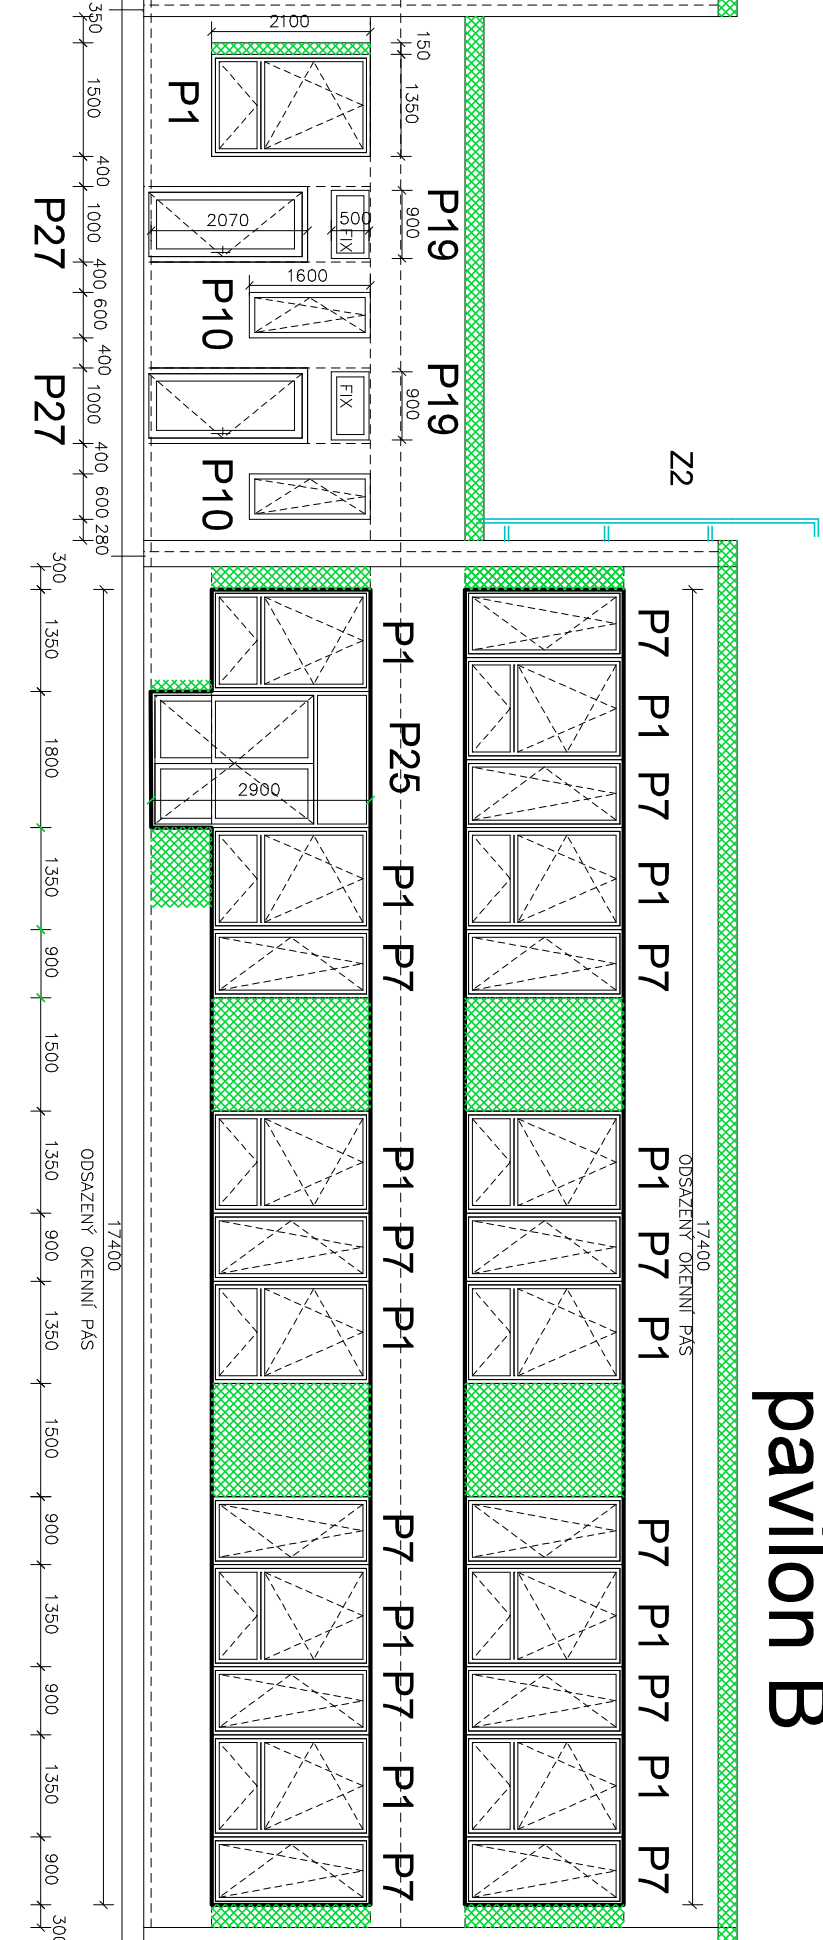 pavilon B
Z2
17400
ODSAZENÝ OKENNÍ PÁS
P7
P1
P7
P1
P7
P1
P7
P1
P7
P1
P7
P1
P7
150
1350
P19
900
P19
900
P1
P25
P1
P7
P1
P7
P1
P7
P1
P7
P1
P7
2100
2070
500
FIX
1600
FIX
2900
P1
P10
P10
17400
ODSAZENÝ OKENNÍ PÁS
350
1500
400
1000
400
600
400
1000
400
600
280
P27
P27
300
1350
1800
1350
900
1500
1350
900
1350
1500
900
1350
900
1350
900
300